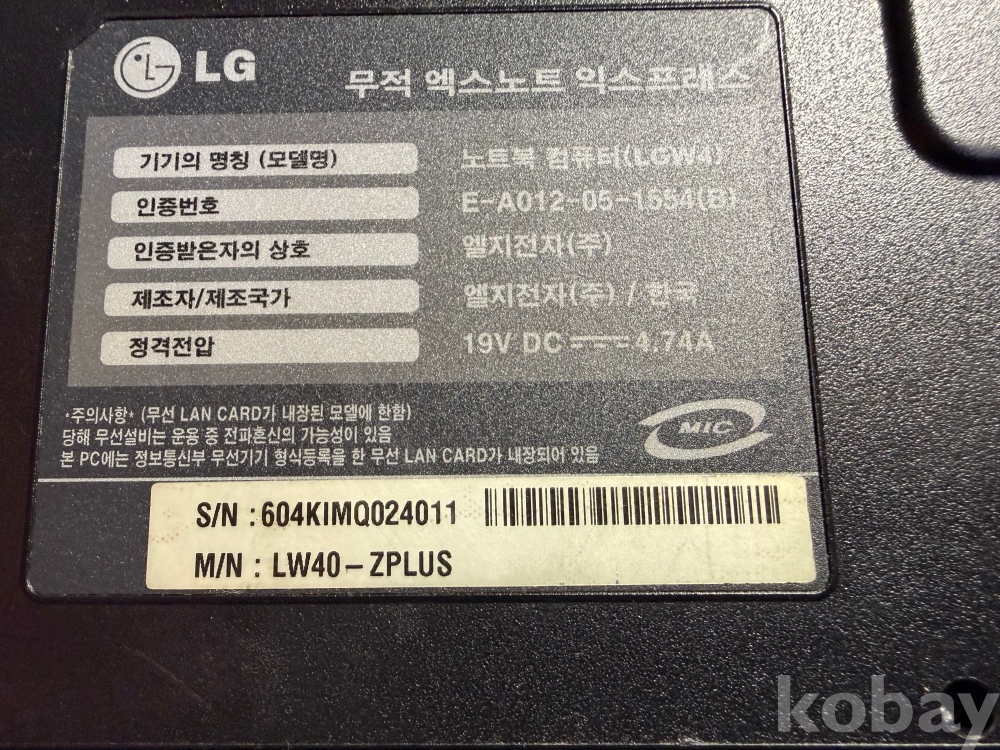 LG
무적 엑스노트 익스프레스
기기의 명칭 (모델명) 노트북 컴퓨터(LGW4)
인증번호 E-A012-05-1554(B)
인증받은자의 상호 엘지전자(주)
제조자/제조국가 엘지전자(주) / 한국
정격전압 19V DC 4.74A
*주의사항* (무선 LAN CARD가 내장된 모델에 한함)
당해 무선설비는 운용 중 전파혼신의 가능성이 있음
본 PC에는 정보통신부 무선기기 형식등록을 한 무선 LAN CARD가 내장되어 있음
MIC
S/N : 604KIMQ024011
M/N : LW40-ZPLUS
kobay